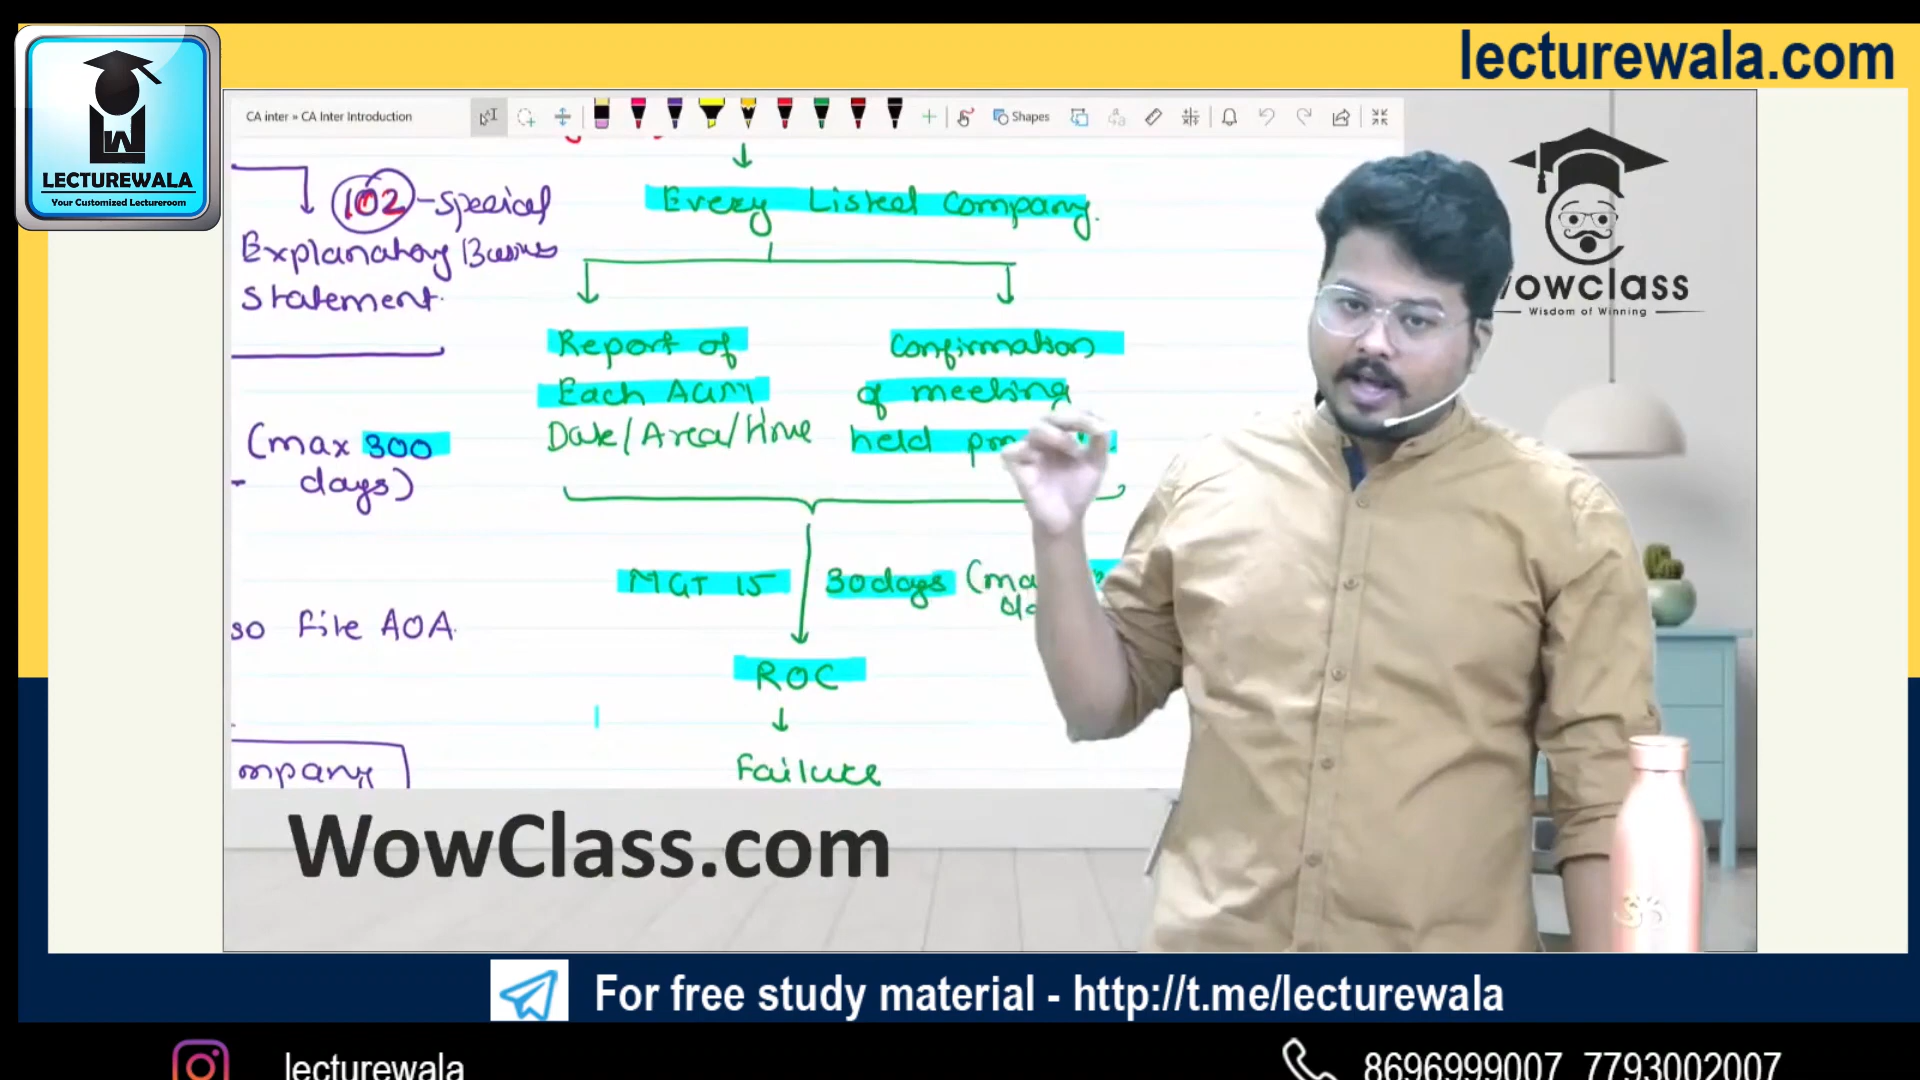 lecturewala.com
LECTUREWALA
Your Customized Lectureroom
CA inter » CA Inter Introduction
Shapes
102 - special
Explanatory
Statement.
(max 300
days)
so file AOA
ompany
Every Listed Company.
Report of
Each AGM
Date/Area/time
Confirmation
of meeting
held
MGT 15
30 days (ma
ROC
Failure
wowclass
Wisdom of Winning
WowClass.com
For free study material - http://t.me/lecturewala
lecturewala
8696999007, 7793002007